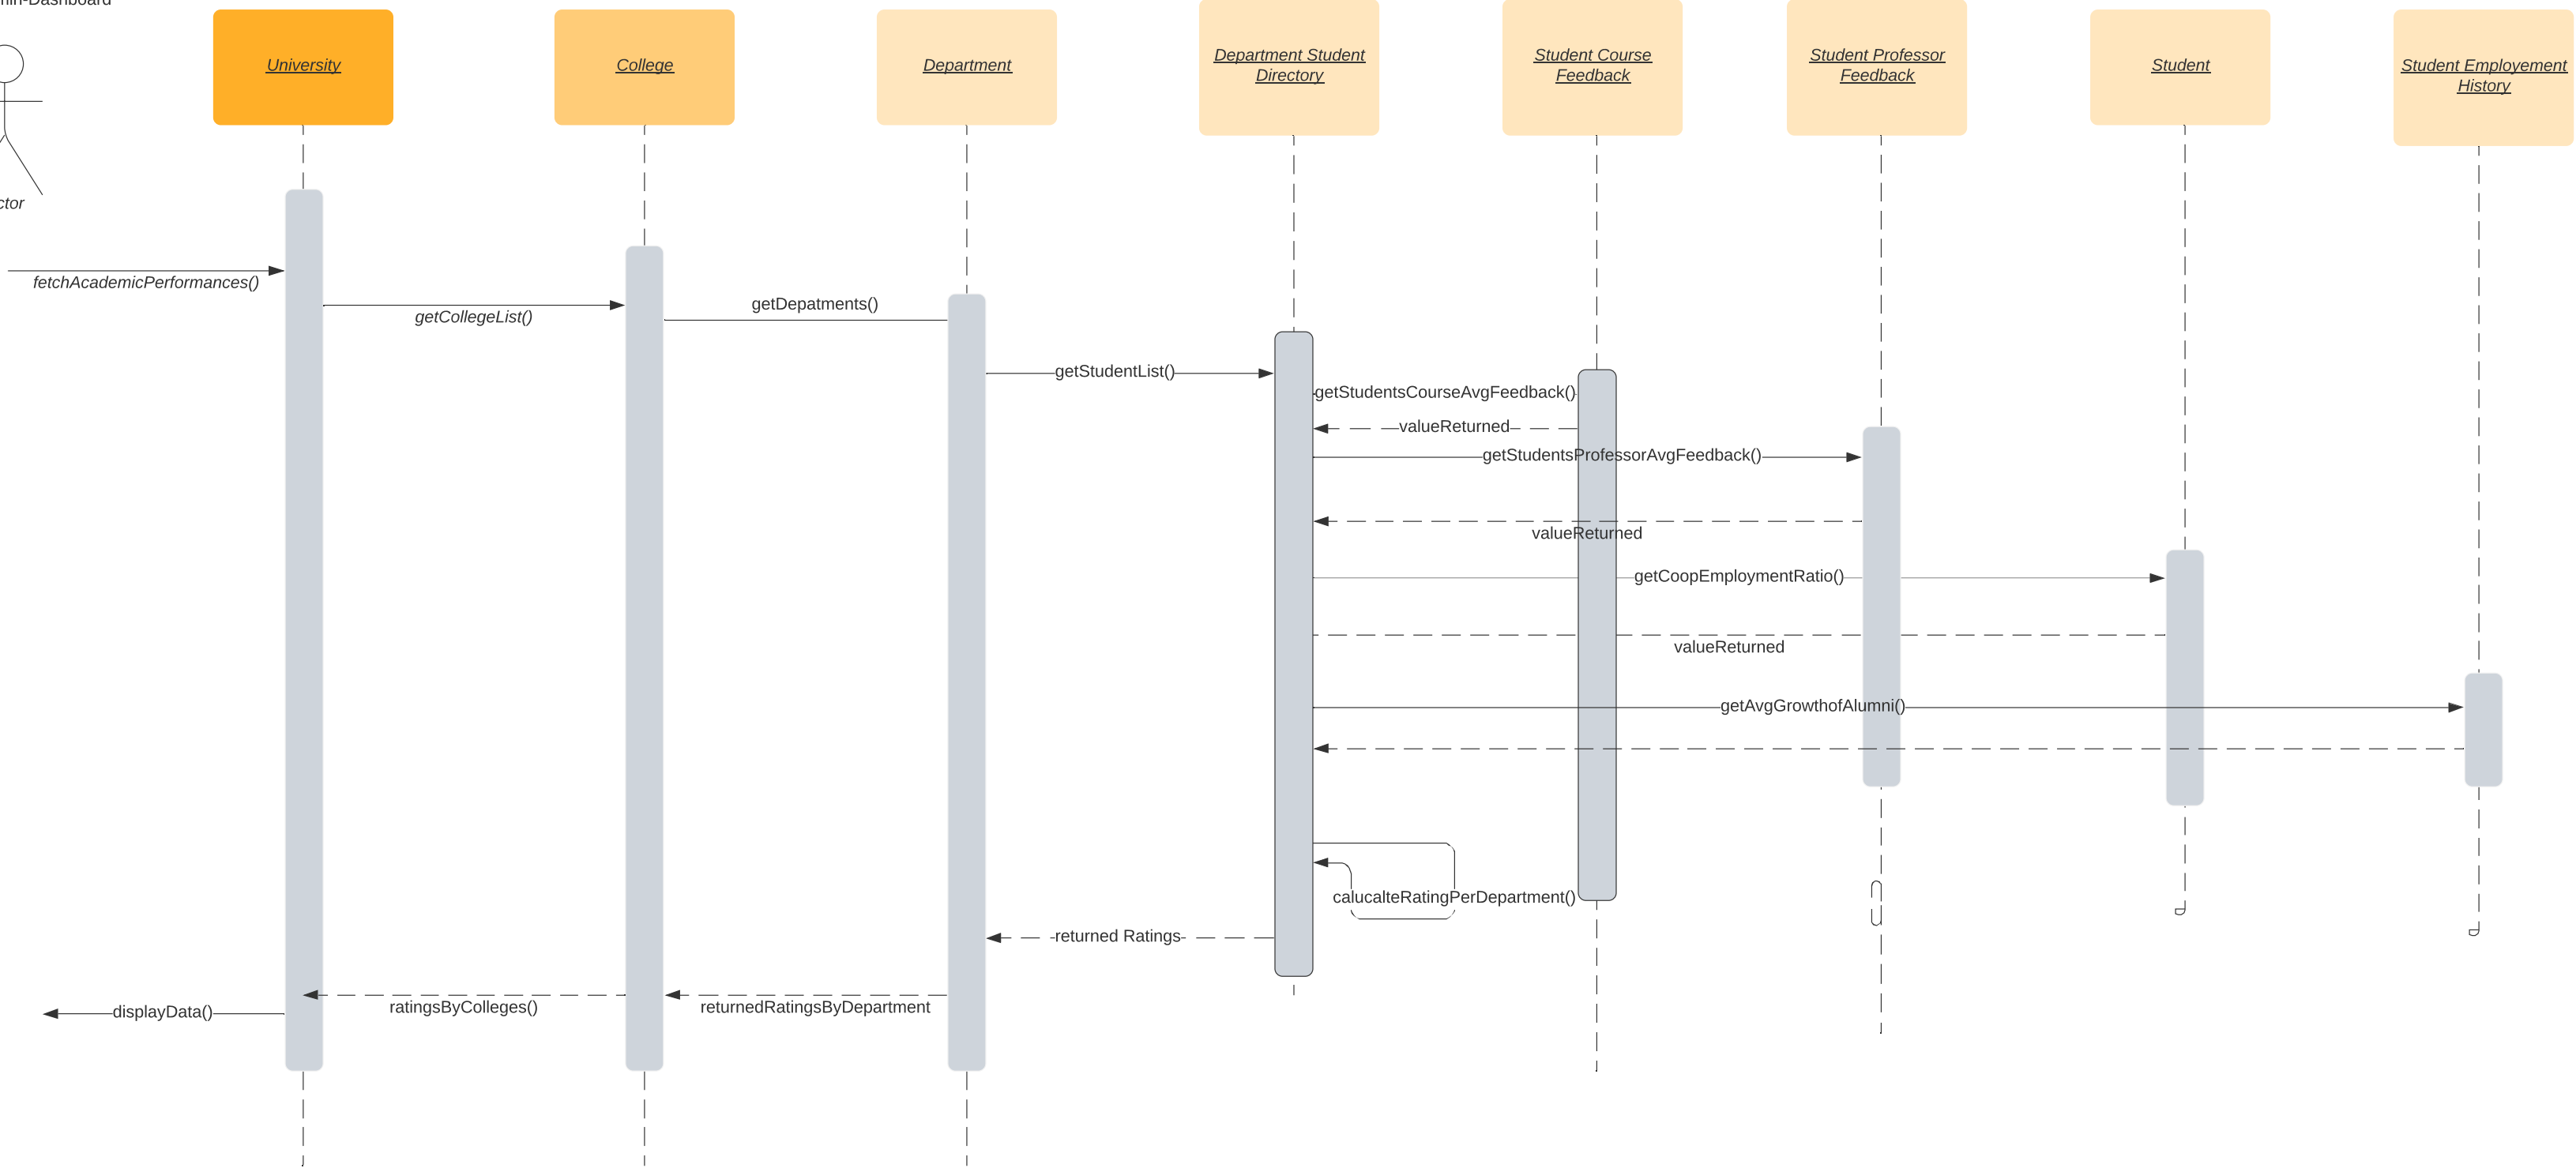 University
College
Department
Department Student
Directory
Student Course
Feedback
Student Professor
Feedback
Student
Student Employement
History
fetchAcademicPerformances()
getCollegeList()
getDepatments()
getStudentList()
getStudentsCourseAvgFeedback()
valueReturned
getStudentsProfessorAvgFeedback()
valueReturned
getCoopEmploymentRatio()
valueReturned
getAvgGrowthofAlumni()
calucalteRatingPerDepartment()
returned Ratings
displayData()
ratingsByColleges()
returnedRatingsByDepartment